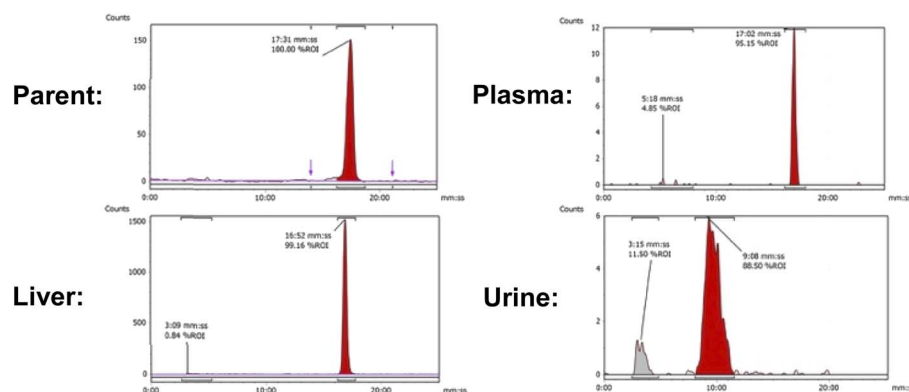 Parent:
Counts
150
100
50
0
17:31 mm:ss
100.00 %ROI
0:00
10:00
20:00
mm:ss
Plasma:
Counts
12
10
8
6
4
2
0
17:02 mm:ss
95.15 %ROI
5:18 mm:ss
4.85 %ROI
0:00
10:00
20:00
mm:ss
Liver:
Counts
1500
1000
500
0
16:52 mm:ss
99.16 %ROI
3:09 mm:ss
0.84 %ROI
0:00
10:00
20:00
mm:ss
Urine:
Counts
6
4
2
0
3:15 mm:ss
11.50 %ROI
9:08 mm:ss
88.50 %ROI
0:00
10:00
20:00
mm:ss